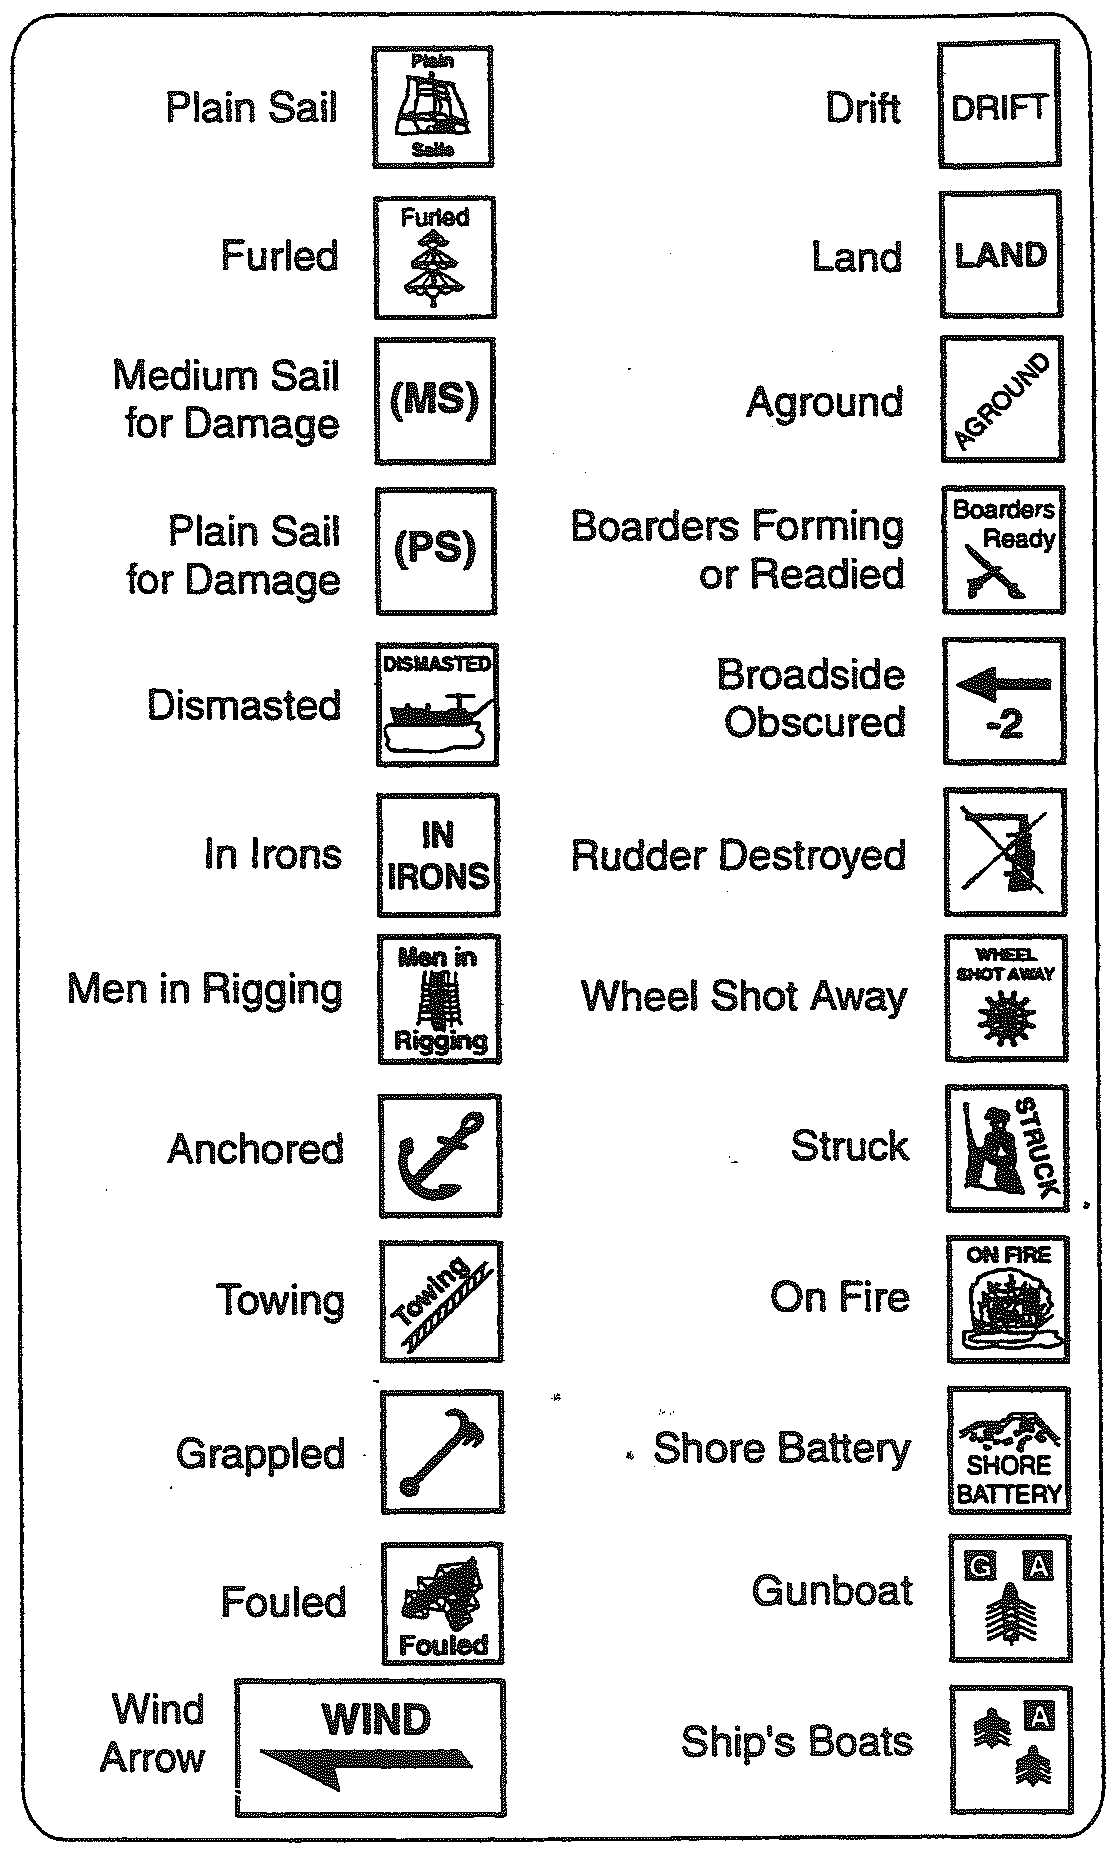 Plain Sail
Plain
Sails
Furled
Furled
Medium Sail
for Damage
(MS)
Plain Sail
for Damage
(PS)
Dismasted
DISMASTED
In Irons
IN
IRONS
Men in Rigging
Men in
Rigging
Anchored
Towing
Towing
Grappled
Fouled
Fouled
Wind
Arrow
WIND
Drift
DRIFT
Land
LAND
Aground
AGROUND
Boarders Forming
or Readied
Boarders
Ready
Broadside
Obscured
-2
Rudder Destroyed
Wheel Shot Away
WHEEL
SHOT AWAY
Struck
STRUCK
On Fire
ON FIRE
Shore Battery
SHORE
BATTERY
Gunboat
G A
Ship's Boats
A